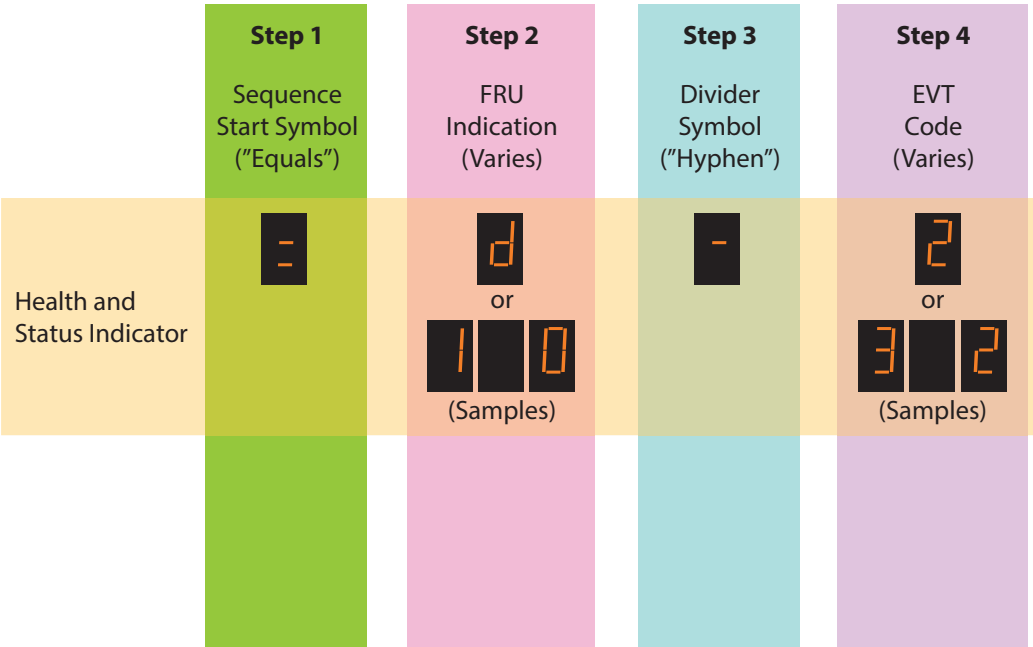 Step 1
Sequence
Start Symbol
(”Equals”)
Step 2
FRU
Indication
(Varies)
Step 3
Divider
Symbol
(”Hyphen”)
Step 4
EVT
Code
(Varies)
Health and
Status Indicator
=
d
or
1 0
(Samples)
-
2
or
3 2
(Samples)